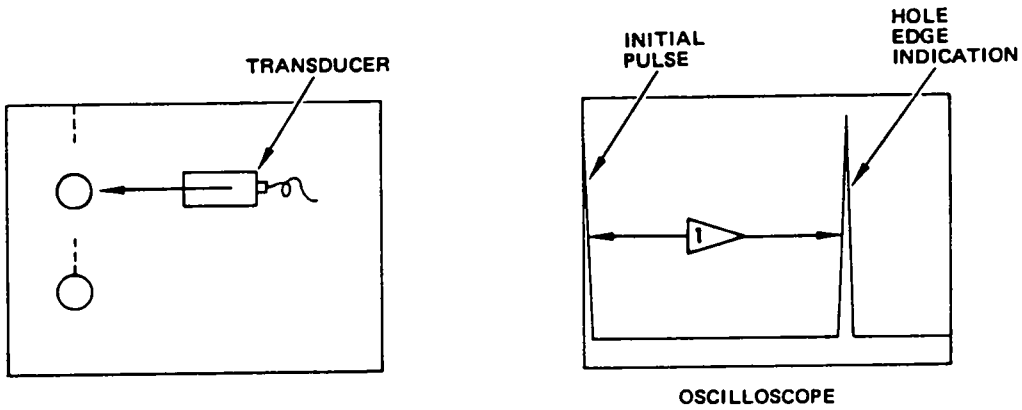 TRANSDUCER
INITIAL
PULSE
HOLE
EDGE
INDICATION
1
OSCILLOSCOPE